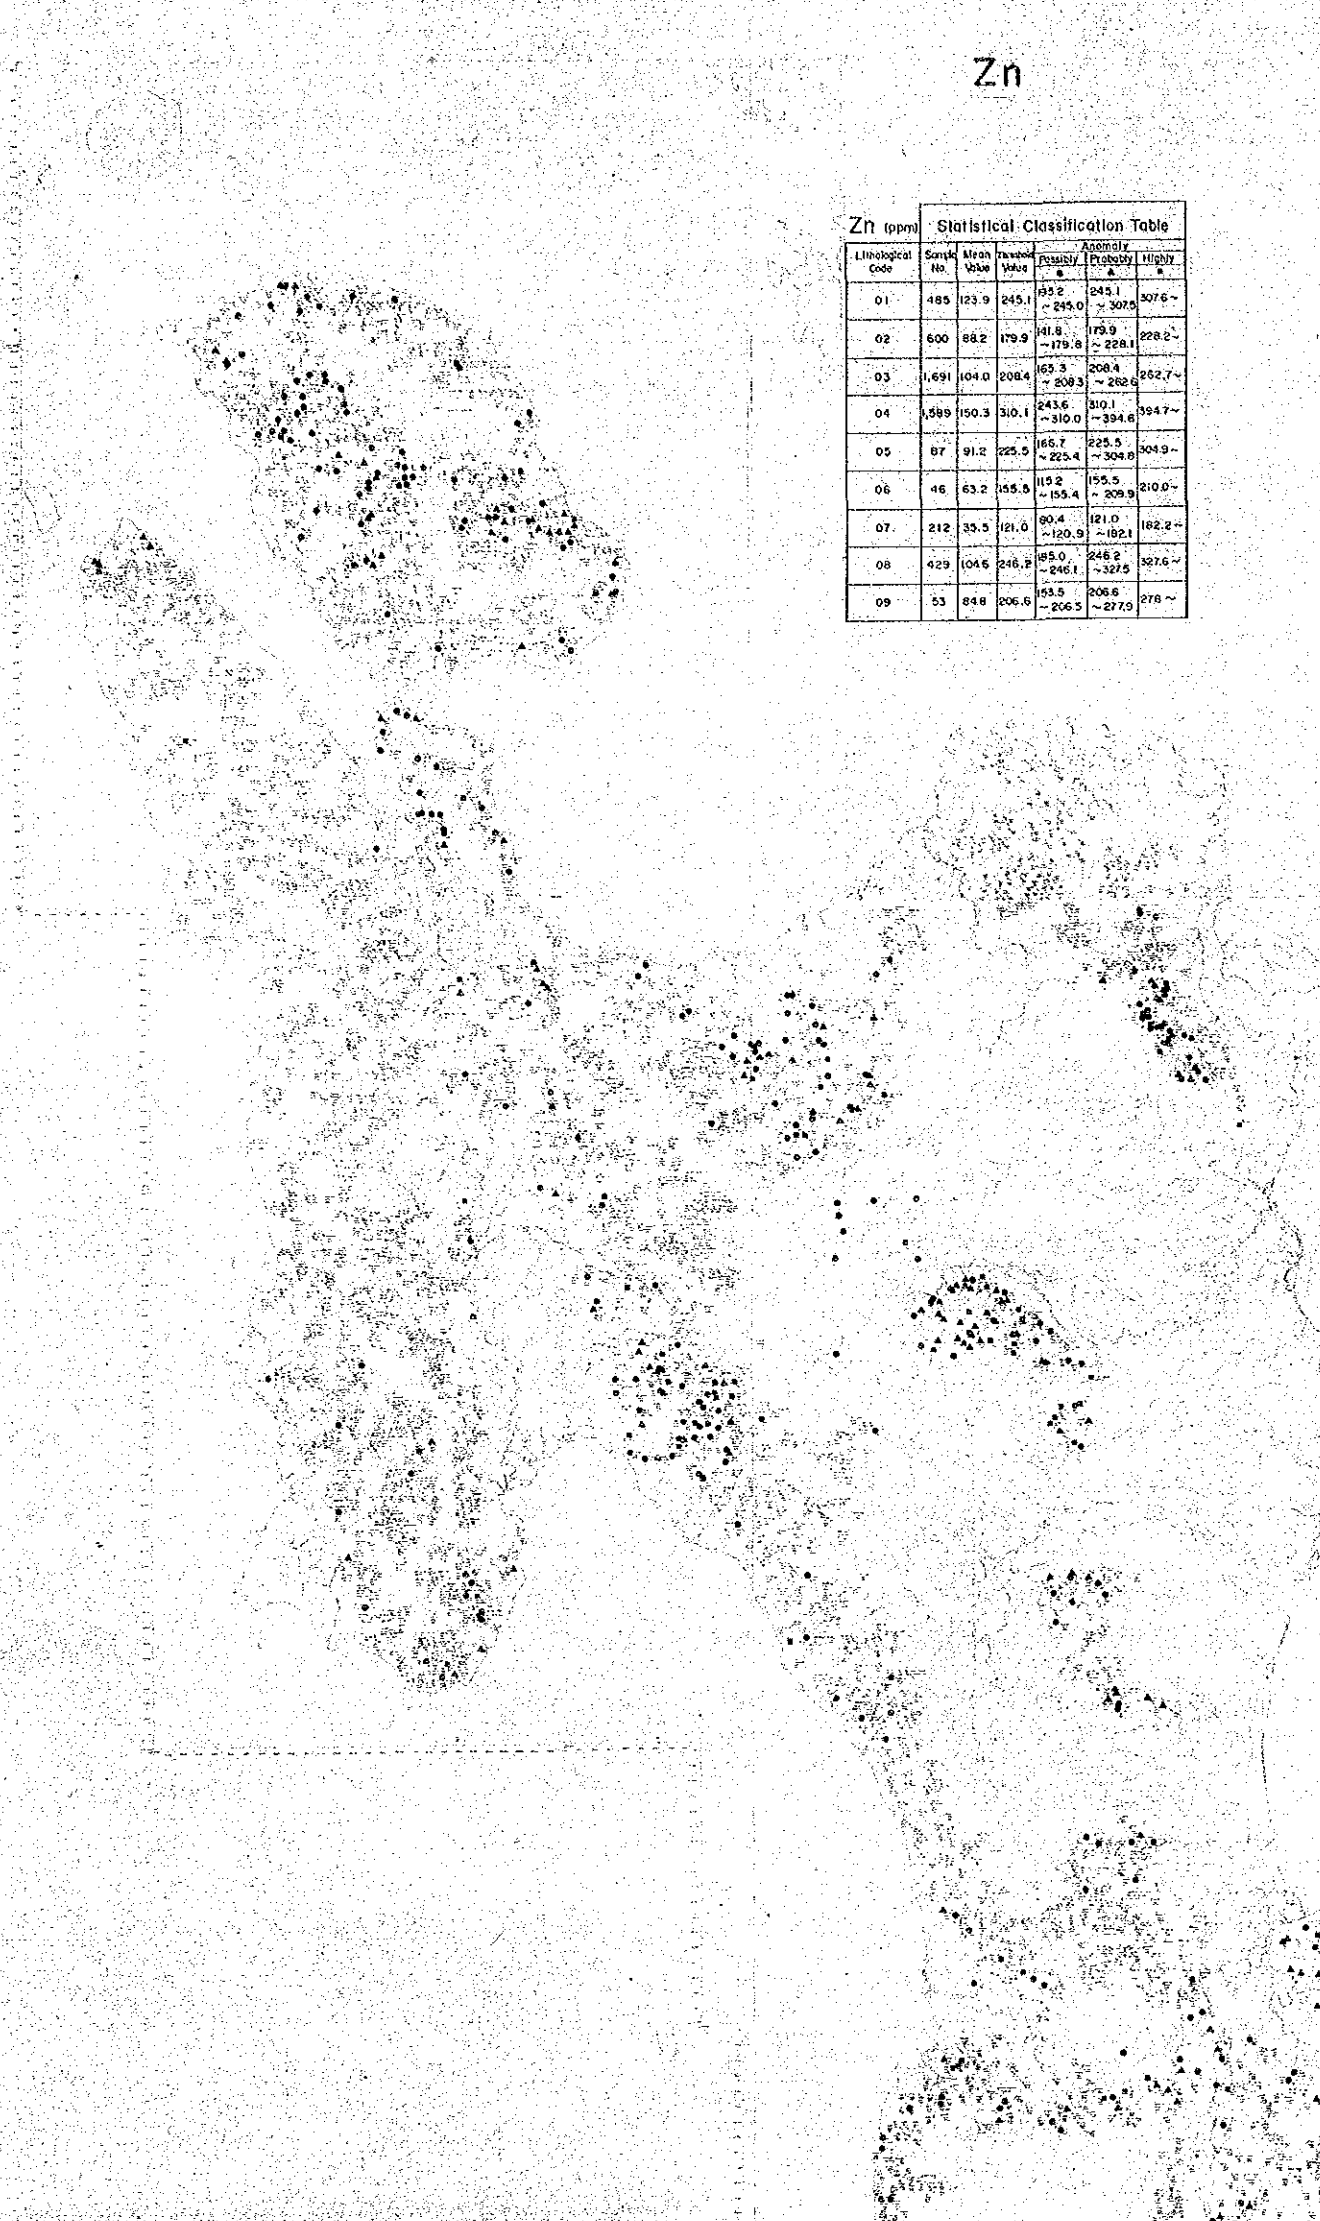 Zn
Zn (ppm) Statistical Classification Table
Lithological Code Sample No. Mean Value Threshold Value Anomaly
Possibly Probably Highly
01 485 123.9 245.1 195.2 ~245.0 245.1 ~307.5 307.6~
02 600 88.2 179.9 141.8 ~179.8 179.9 ~228.1 228.2~
03 1,691 104.0 208.4 165.3 ~208.3 208.4 ~262.6 262.7~
04 1,589 150.3 310.1 243.6 ~310.0 310.1 ~394.6 394.7~
05 87 91.2 225.5 166.7 ~225.4 225.5 ~304.8 304.9~
06 46 63.2 155.5 115.2 ~155.4 155.5 ~209.9 210.0~
07 212 35.5 121.0 80.4 ~120.9 121.0 ~182.1 182.2~
08 429 104.5 246.2 185.0 ~246.1 246.2 ~327.5 327.6~
09 53 84.8 206.6 153.5 ~206.5 206.6 ~277.9 278~